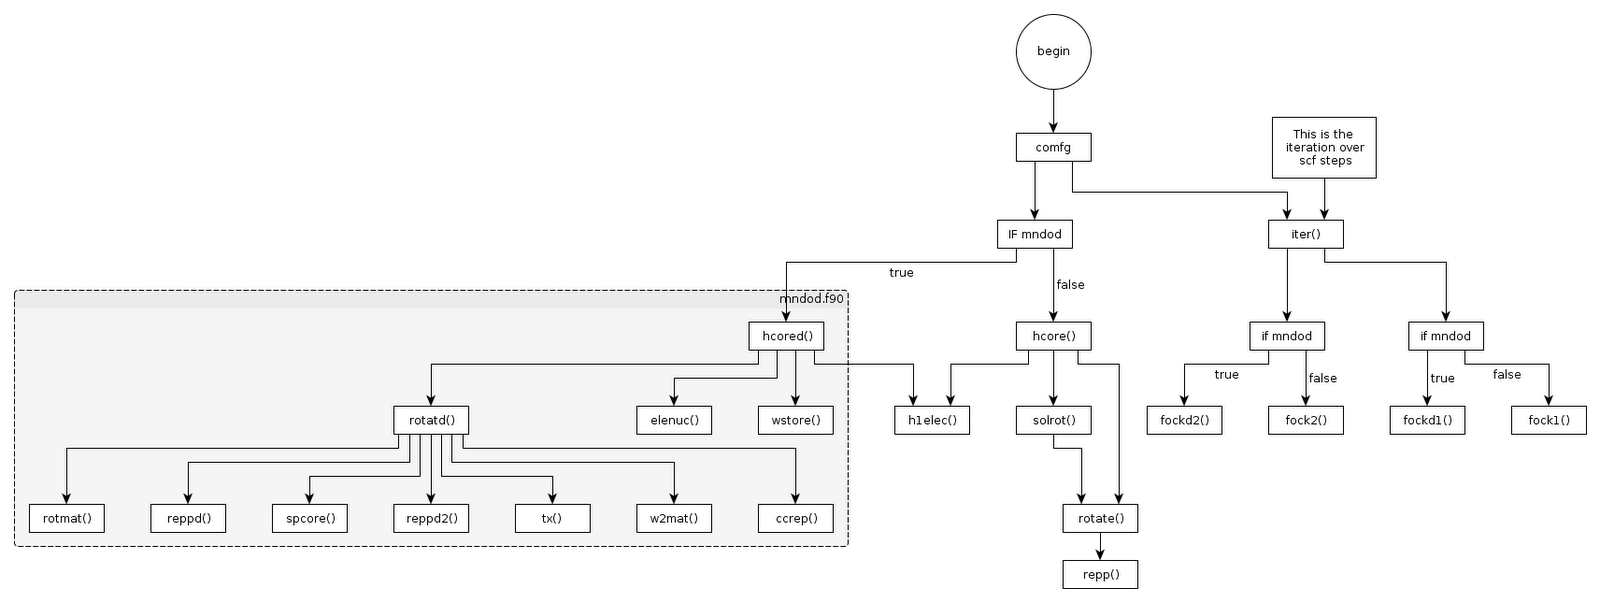 begin
This is the
iteration over
scf steps
comfg
IF mndod
iter()
true
false
mndod.f90
hcored()
hcore()
if mndod
if mndod
true
false
true
false
rotatd()
elenuc()
wstore()
h1elec()
solrot()
fockd2()
fock2()
fockd1()
fock1()
rotmat()
reppd()
spcore()
reppd2()
tx()
w2mat()
ccrep()
rotate()
repp()